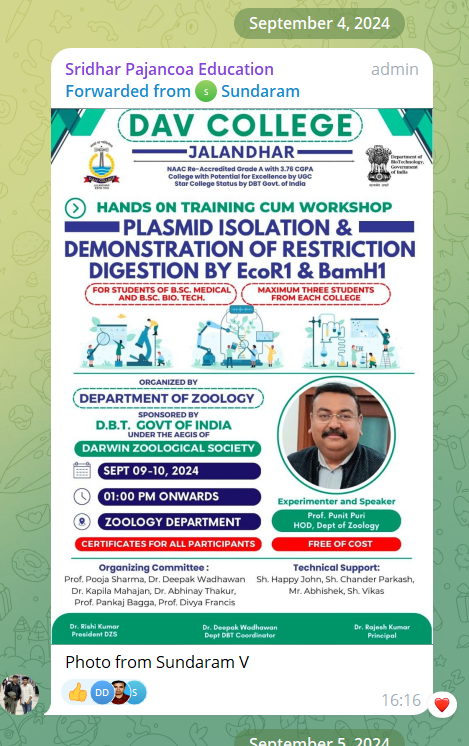 September 4, 2024
Sridhar Pajancoa Education admin
Forwarded from S Sundaram
DAV COLLEGE
JALANDHAR
NAAC Re-Accredited Grade A with 3.76 CGPA
College with Potential for Excellence by UGC
Star College Status by DBT Govt. of India
Department of
BioTechnology,
Government
of India
HANDS 0N TRAINING CUM WORKSHOP
PLASMID ISOLATION &
DEMONSTRATION OF RESTRICTION
DIGESTION BY EcoR1 & BamH1
FOR STUDENTS OF B.SC. MEDICAL
AND B.SC. BIO. TECH.
MAXIMUM THREE STUDENTS
FROM EACH COLLEGE
ORGANIZED BY
DEPARTMENT OF ZOOLOGY
SPONSORED BY
D.B.T. GOVT OF INDIA
UNDER THE AEGIS OF
DARWIN ZOOLOGICAL SOCIETY
SEPT 09-10, 2024
01:00 PM ONWARDS
ZOOLOGY DEPARTMENT
CERTIFICATES FOR ALL PARTICIPANTS
Experimenter and Speaker
Prof. Punit Puri
HOD, Dept of Zoology
FREE OF COST
Organizing Committee :
Prof. Pooja Sharma, Dr. Deepak Wadhawan
Dr. Kapila Mahajan, Dr. Abhinay Thakur,
Prof. Pankaj Bagga, Prof. Divya Francis
Technical Support:
Sh. Happy John, Sh. Chander Parkash,
Mr. Abhishek, Sh. Vikas
Dr. Rishi Kumar
President DZS
Dr. Deepak Wadhawan
Dept DBT Coordinator
Dr. Rajesh Kumar
Principal
Photo from Sundaram V
DD S
16:16
September 5, 2024